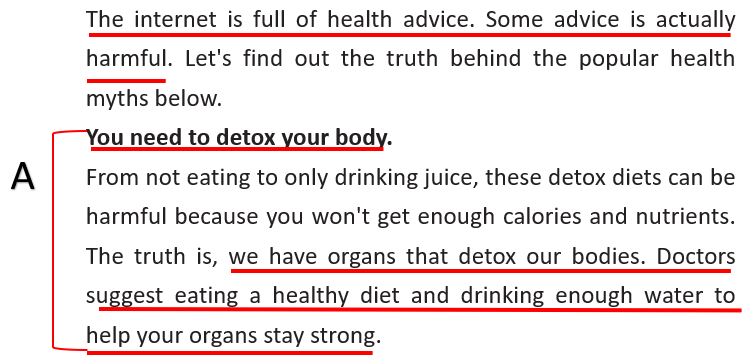 The internet is full of health advice. Some advice is actually
harmful. Let's find out the truth behind the popular health
myths below.
You need to detox your body.
A
From not eating to only drinking juice, these detox diets can be
harmful because you won't get enough calories and nutrients.
The truth is, we have organs that detox our bodies. Doctors
suggest eating a healthy diet and drinking enough water to
help your organs stay strong.